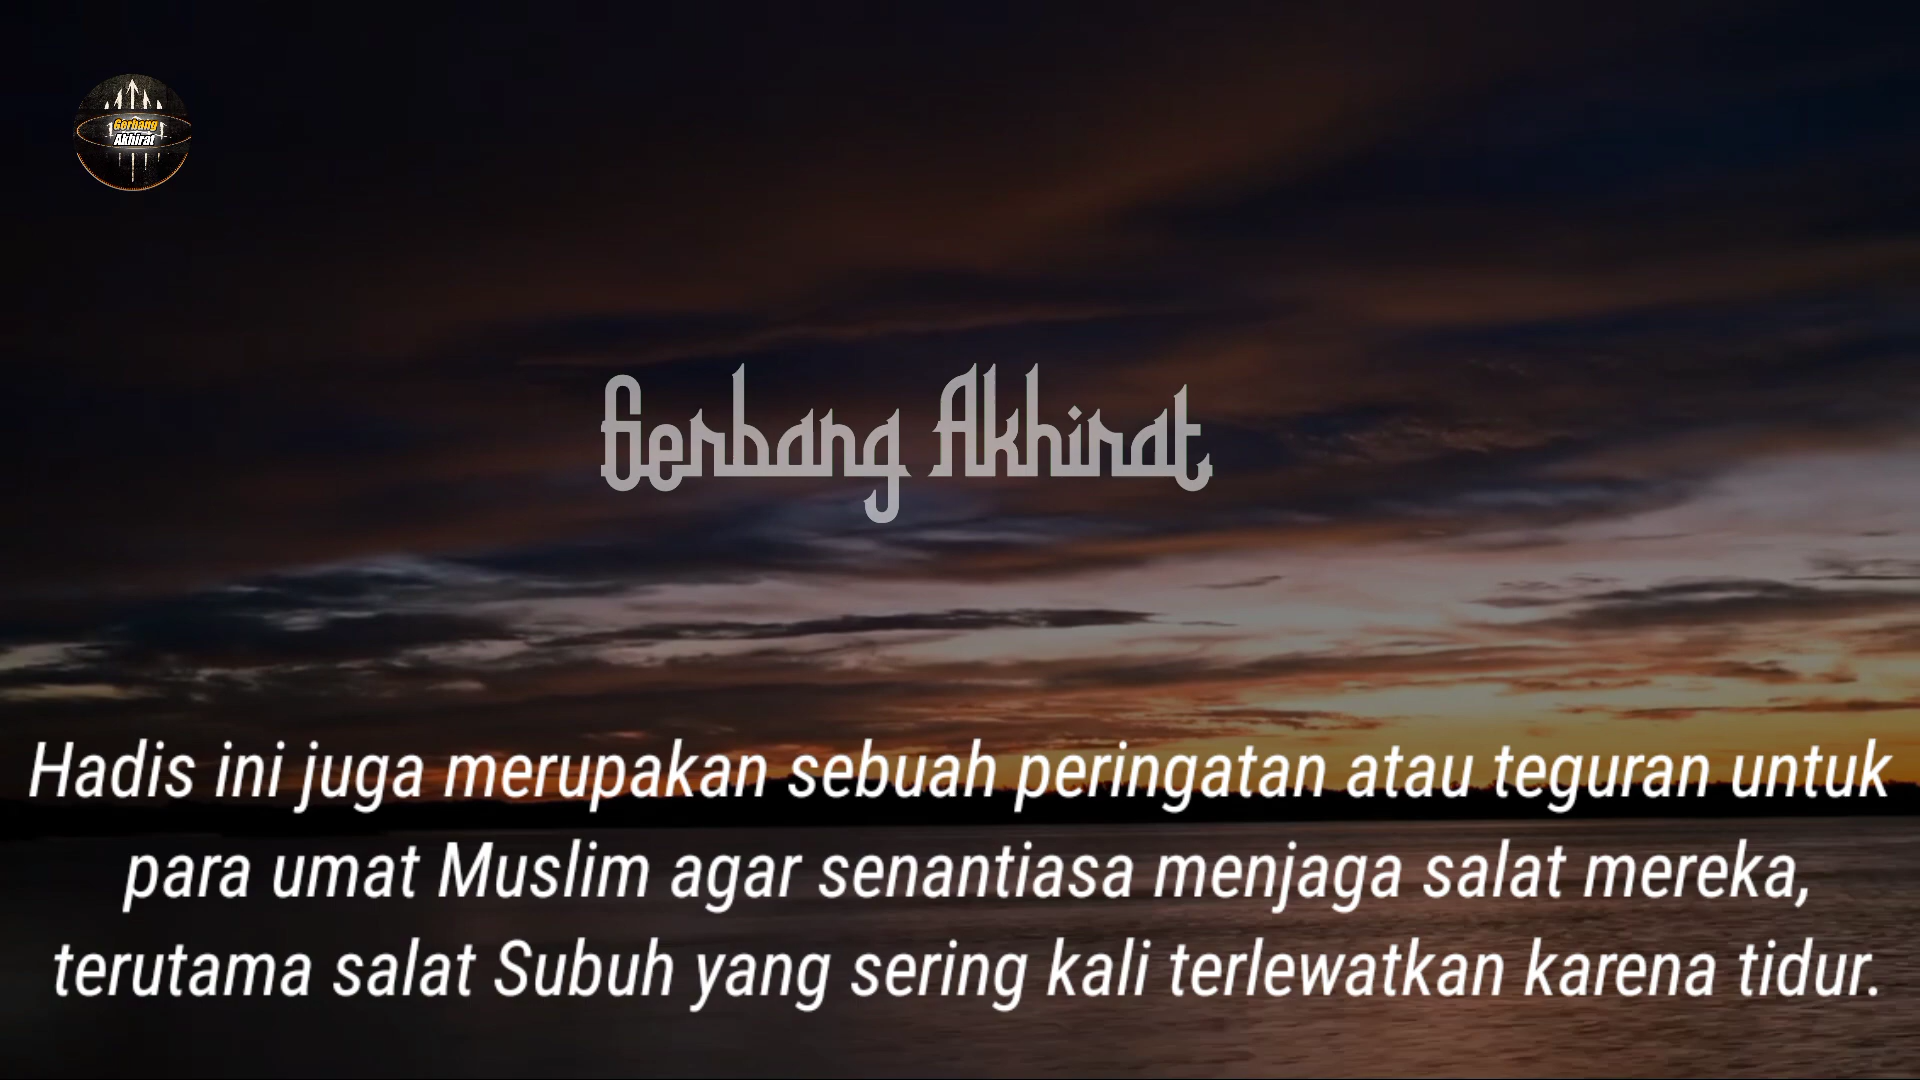 Gerbang
Akhirat
Gerbang Akhirat
Hadis ini juga merupakan sebuah peringatan atau teguran untuk
para umat Muslim agar senantiasa menjaga salat mereka,
terutama salat Subuh yang sering kali terlewatkan karena tidur.